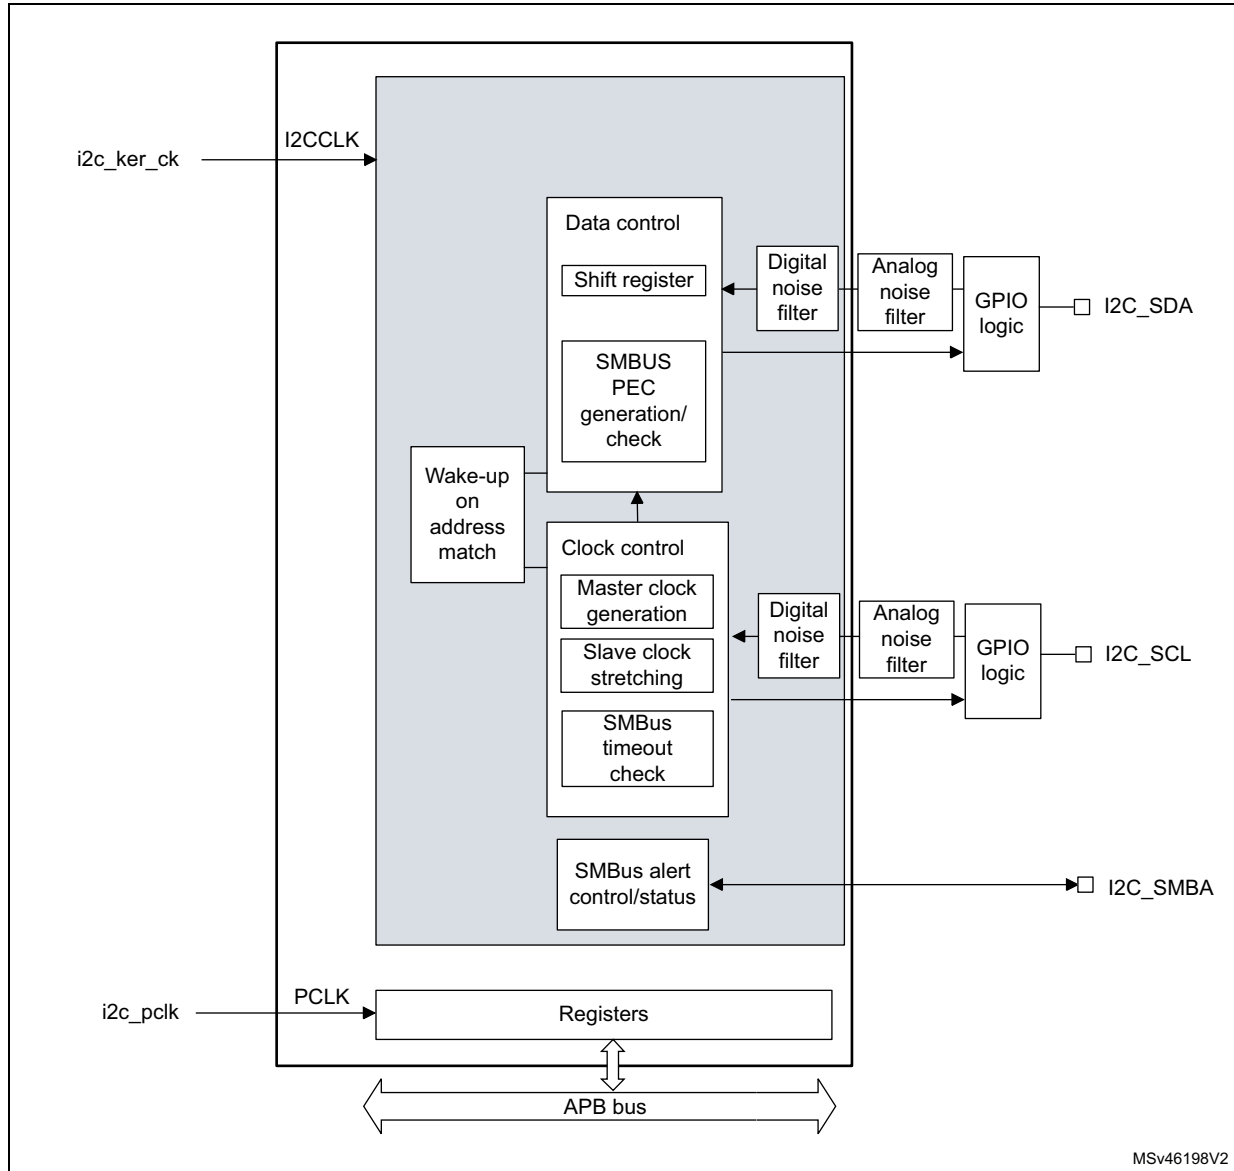 I2CCLK
i2c_ker_ck
Data control
Shift register
SMBUS
PEC
generation/
check
Digital
noise
filter
Analog
noise
filter
GPIO
logic
I2C_SDA
Wake-up
on
address
match
Clock control
Master clock
generation
Slave clock
stretching
SMBus
timeout
check
Digital
noise
filter
Analog
noise
filter
GPIO
logic
I2C_SCL
SMBus alert
control/status
I2C_SMBA
PCLK
i2c_pclk
Registers
APB bus
MSv46198V2